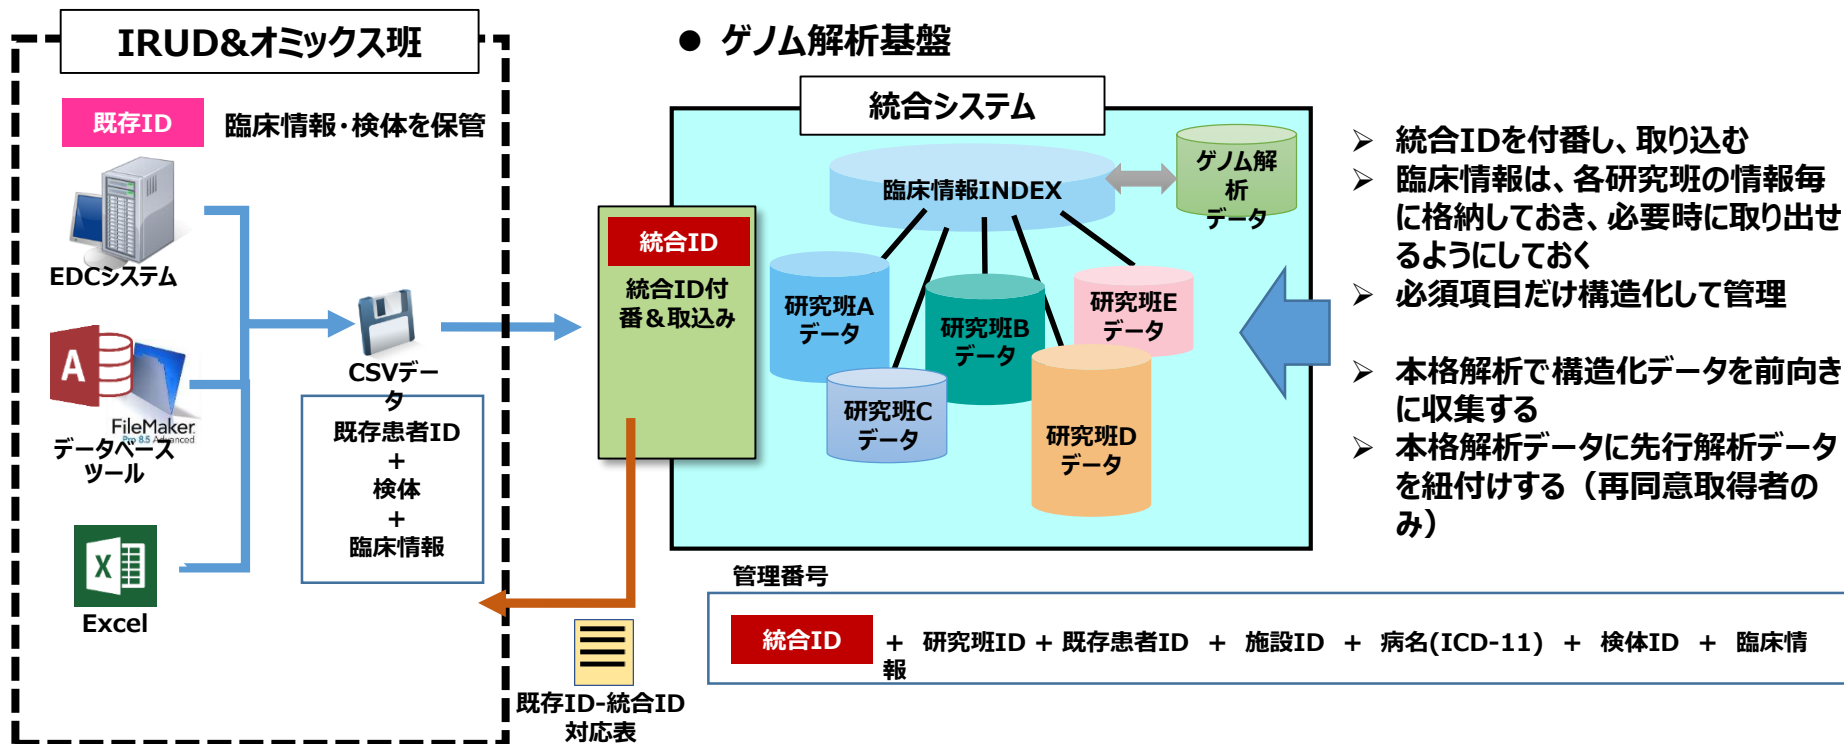 IRUD&オミックス班
既存ID
臨床情報・検体を保管
EDCシステム
A
FileMaker
Pro 8.5 Advanced
データベース
ツール
X
Excel
CSVデー
タ
既存患者ID
+
検体
+
臨床情報
● ゲノム解析基盤
統合システム
統合ID
統合ID付
番＆取込み
臨床情報INDEX
ゲノム解
析
データ
研究班A
データ
研究班B
データ
研究班C
データ
研究班D
データ
研究班E
データ
➢ 統合IDを付番し、取り込む
➢ 臨床情報は、各研究班の情報毎
に格納しておき、必要時に取り出せ
るようにしておく
➢ 必須項目だけ構造化して管理
➢ 本格解析で構造化データを前向き
に収集する
➢ 本格解析データに先行解析データ
を紐付けする（再同意取得者の
み）
既存ID-統合ID
対応表
管理番号
統合ID + 研究班ID + 既存患者ID + 施設ID + 病名(ICD-11) + 検体ID + 臨床情
報